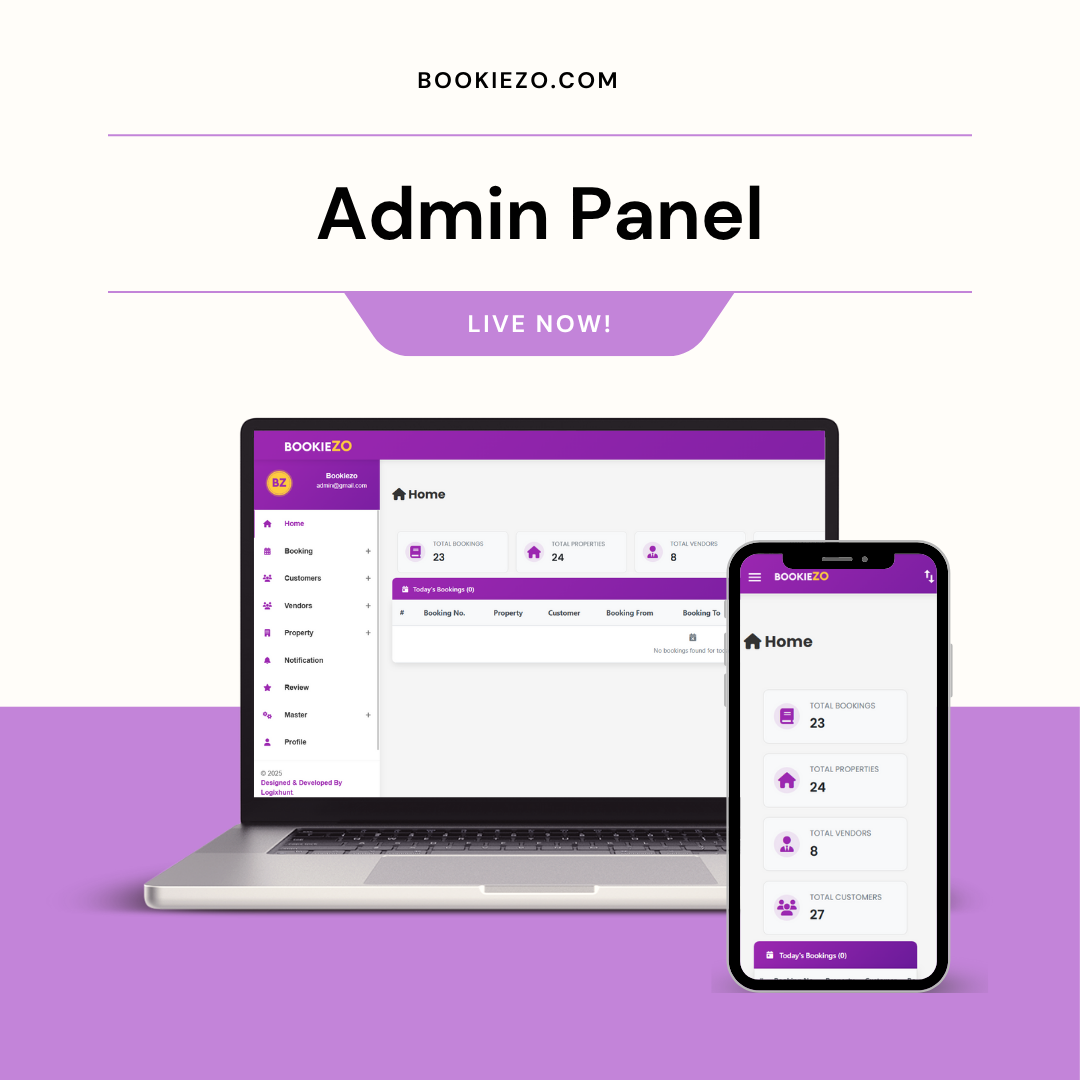 BOOKIEZO.COM
Admin Panel
LIVE NOW!
BOOKIEZO
BZ
Bookiezo
admin@gmail.com
Home
Booking +
Customers +
Vendors +
Property +
Notification
Review
Master +
Profile
© 2025
Designed & Developed By
Logixhunt
Home
TOTAL BOOKINGS
23
TOTAL PROPERTIES
24
TOTAL VENDORS
8
Today's Bookings (0)
# Booking No. Property Customer Booking From Booking To
No bookings found for
BOOKIEZO
Home
TOTAL BOOKINGS
23
TOTAL PROPERTIES
24
TOTAL VENDORS
8
TOTAL CUSTOMERS
27
Today's Bookings (0)